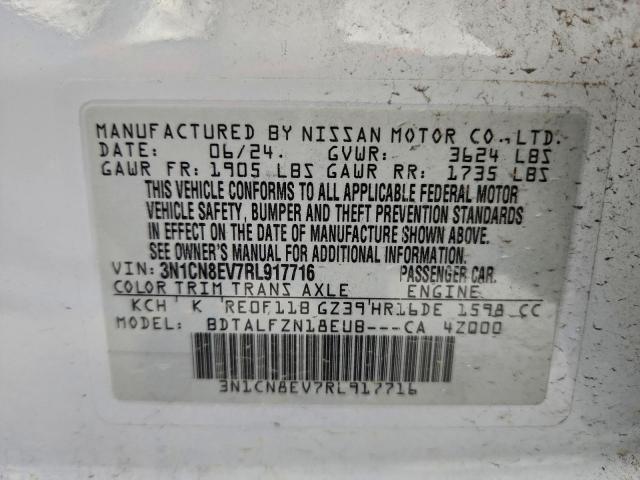 MANUFACTURED BY NISSAN MOTOR CO., LTD.
DATE: 06/24. GVWR: 3624 LBS
GAWR FR: 1905 LBS GAWR RR: 1735 LBS
THIS VEHICLE CONFORMS TO ALL APPLICABLE FEDERAL MOTOR
VEHICLE SAFETY, BUMPER AND THEFT PREVENTION STANDARDS
IN EFFECT ON THE DATE OF MANUFACTURE SHOWN ABOVE.
SEE OWNER'S MANUAL FOR ADDITIONAL INFORMATION.
VIN: 3N1CN8EV7RL917716 PASSENGER CAR.
COLOR TRIM TRANS AXLE ENGINE
KCH K RE0F11B GZ39 HR16DE 1598 CC
MODEL: BDTALFZN18EUB---CA 4Z000
3N1CN8EV7RL917716